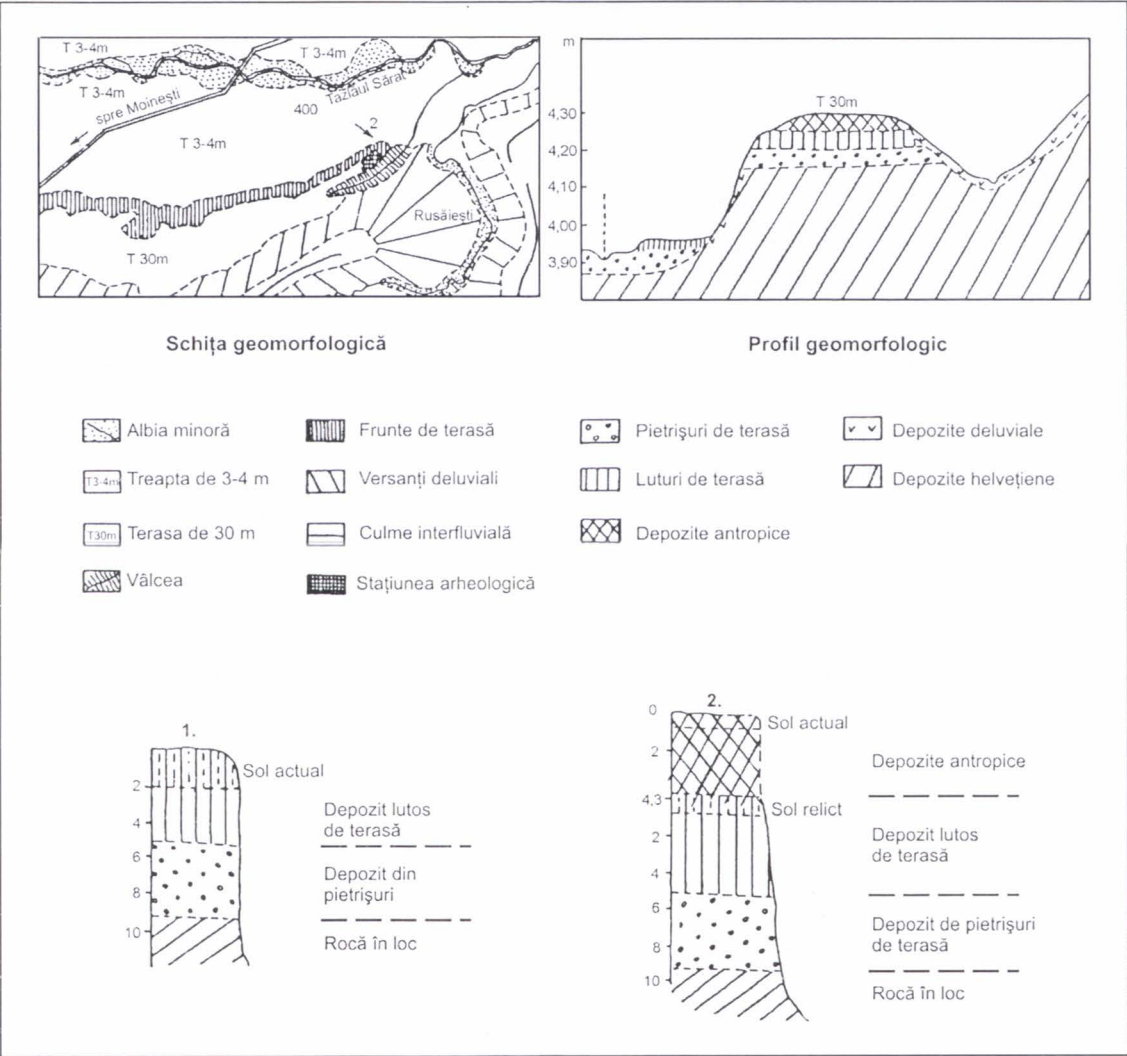 T 3-4m
T 3-4m
T 3-4m
spre Moinești
400
Tazlăul Sărat
2
T 3-4m
Rusăiești
T 30m
m
T 30m
4,30
4,20
4,10
4,00
3,90
Schița geomorfologică
Profil geomorfologic
Albia minoră
Frunte de terasă
Pietrișuri de terasă
Depozite deluviale
T3-4m Treapta de 3-4 m
Versanți deluviali
Luturi de terasă
Depozite helvețiene
T30m Terasa de 30 m
Culme interfluvială
Depozite antropice
Vâlcea
Stațiunea arheologică
1.
Sol actual
2
4
6
8
10
Depozit lutos
de terasă
Depozit din
pietrișuri
Rocă în loc
2.
0
Sol actual
2
4,3
Sol relict
2
4
6
8
10
Depozite antropice
Depozit lutos
de terasă
Depozit de pietrișuri
de terasă
Rocă în loc